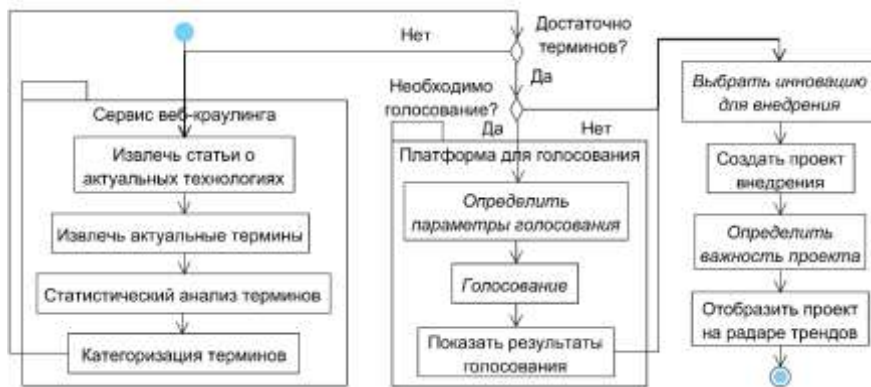 Нет
Достаточно
терминов?
Да
Необходимо
голосование?
Да
Нет
Сервис веб-краулинга
Извлечь статьи о
актуальных технологиях
Извлечь актуальные термины
Статистический анализ терминов
Категоризация терминов
Платформа для голосования
Определить
параметры голосования
Голосование
Показать результаты
голосования
Выбрать инновацию
для внедрения
Создать проект
внедрения
Определить
важность проекта
Отобразить проект
на радаре трендов